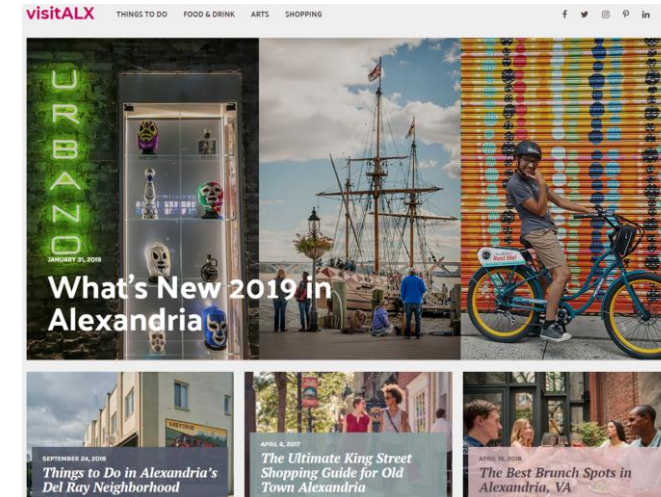 visitALX
THINGS TO DO FOOD & DRINK ARTS SHOPPING
URBANO
JANUARY 31, 2019
What's New 2019 in
Alexandria
SEPTEMBER 24, 2018
Things to Do in Alexandria's
Del Ray Neighborhood
APRIL 6, 2017
The Ultimate King Street
Shopping Guide for Old
Town Alexandria
APRIL 19, 2018
The Best Brunch Spots in
Alexandria, VA